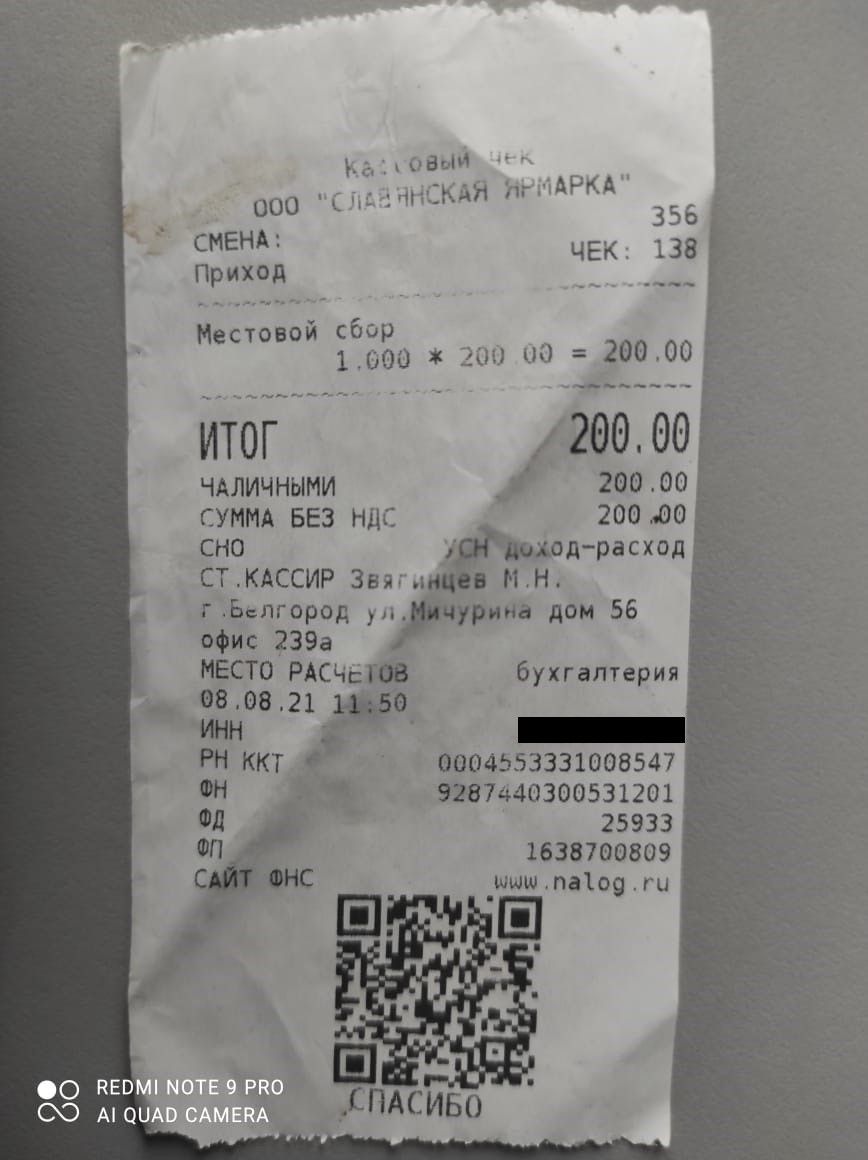 Кассовый чек
ООО "СЛАВЯНСКАЯ ЯРМАРКА"
СМЕНА: 356
Приход ЧЕК: 138
Местовой сбор
1.000 * 200.00 = 200.00
ИТОГ 200.00
НАЛИЧНЫМИ 200.00
СУММА БЕЗ НДС 200.00
СНО УСН доход-расход
СТ.КАССИР Звягинцев М.Н.
г.Белгород ул.Мичурина дом 56
офис 239а
МЕСТО РАСЧЕТОВ бухгалтерия
08.08.21 11:50
ИНН
РН ККТ 0004553331008547
ФН 9287440300531201
ФД 25933
ФП 1638700809
САЙТ ФНС www.nalog.ru
СПАСИБО
REDMI NOTE 9 PRO
AI QUAD CAMERA